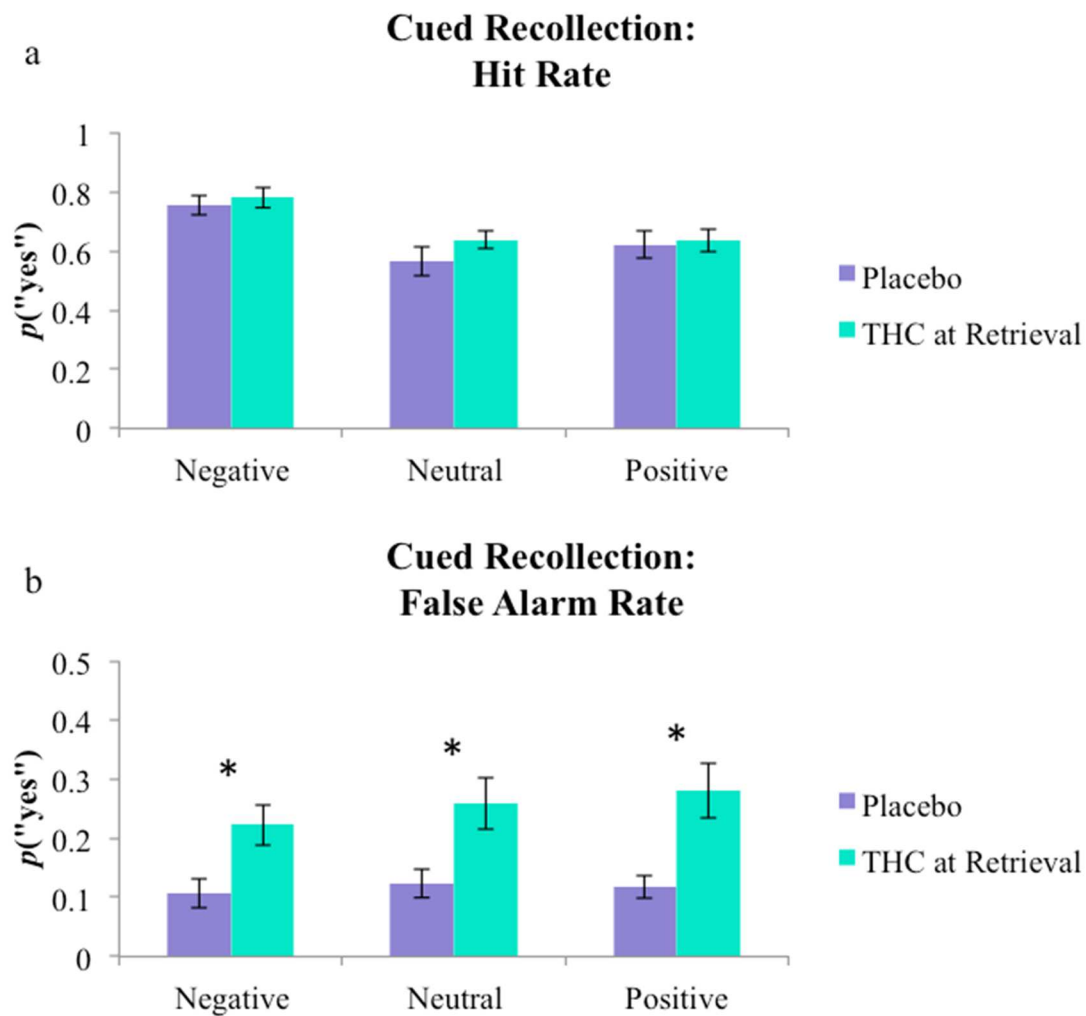 a
Cued Recollection:
Hit Rate
1
0.8
0.6
0.4
0.2
0
p("yes")
Negative
Neutral
Positive
Placebo
THC at Retrieval
b
Cued Recollection:
False Alarm Rate
0.5
0.4
0.3
0.2
0.1
0
p("yes")
*
*
*
Negative
Neutral
Positive
Placebo
THC at Retrieval